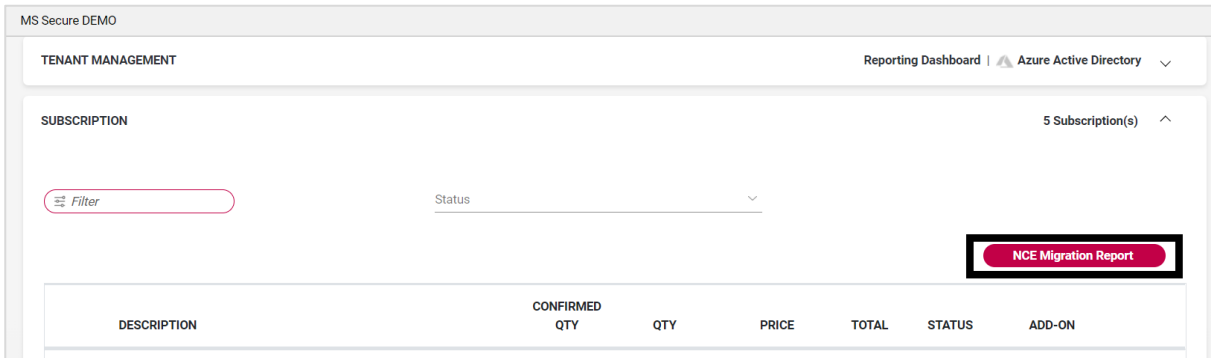 MS Secure DEMO
TENANT MANAGEMENT
Reporting Dashboard | Azure Active Directory
SUBSCRIPTION
5 Subscription(s)
Filter
Status
NCE Migration Report
DESCRIPTION CONFIRMED QTY QTY PRICE TOTAL STATUS ADD-ON